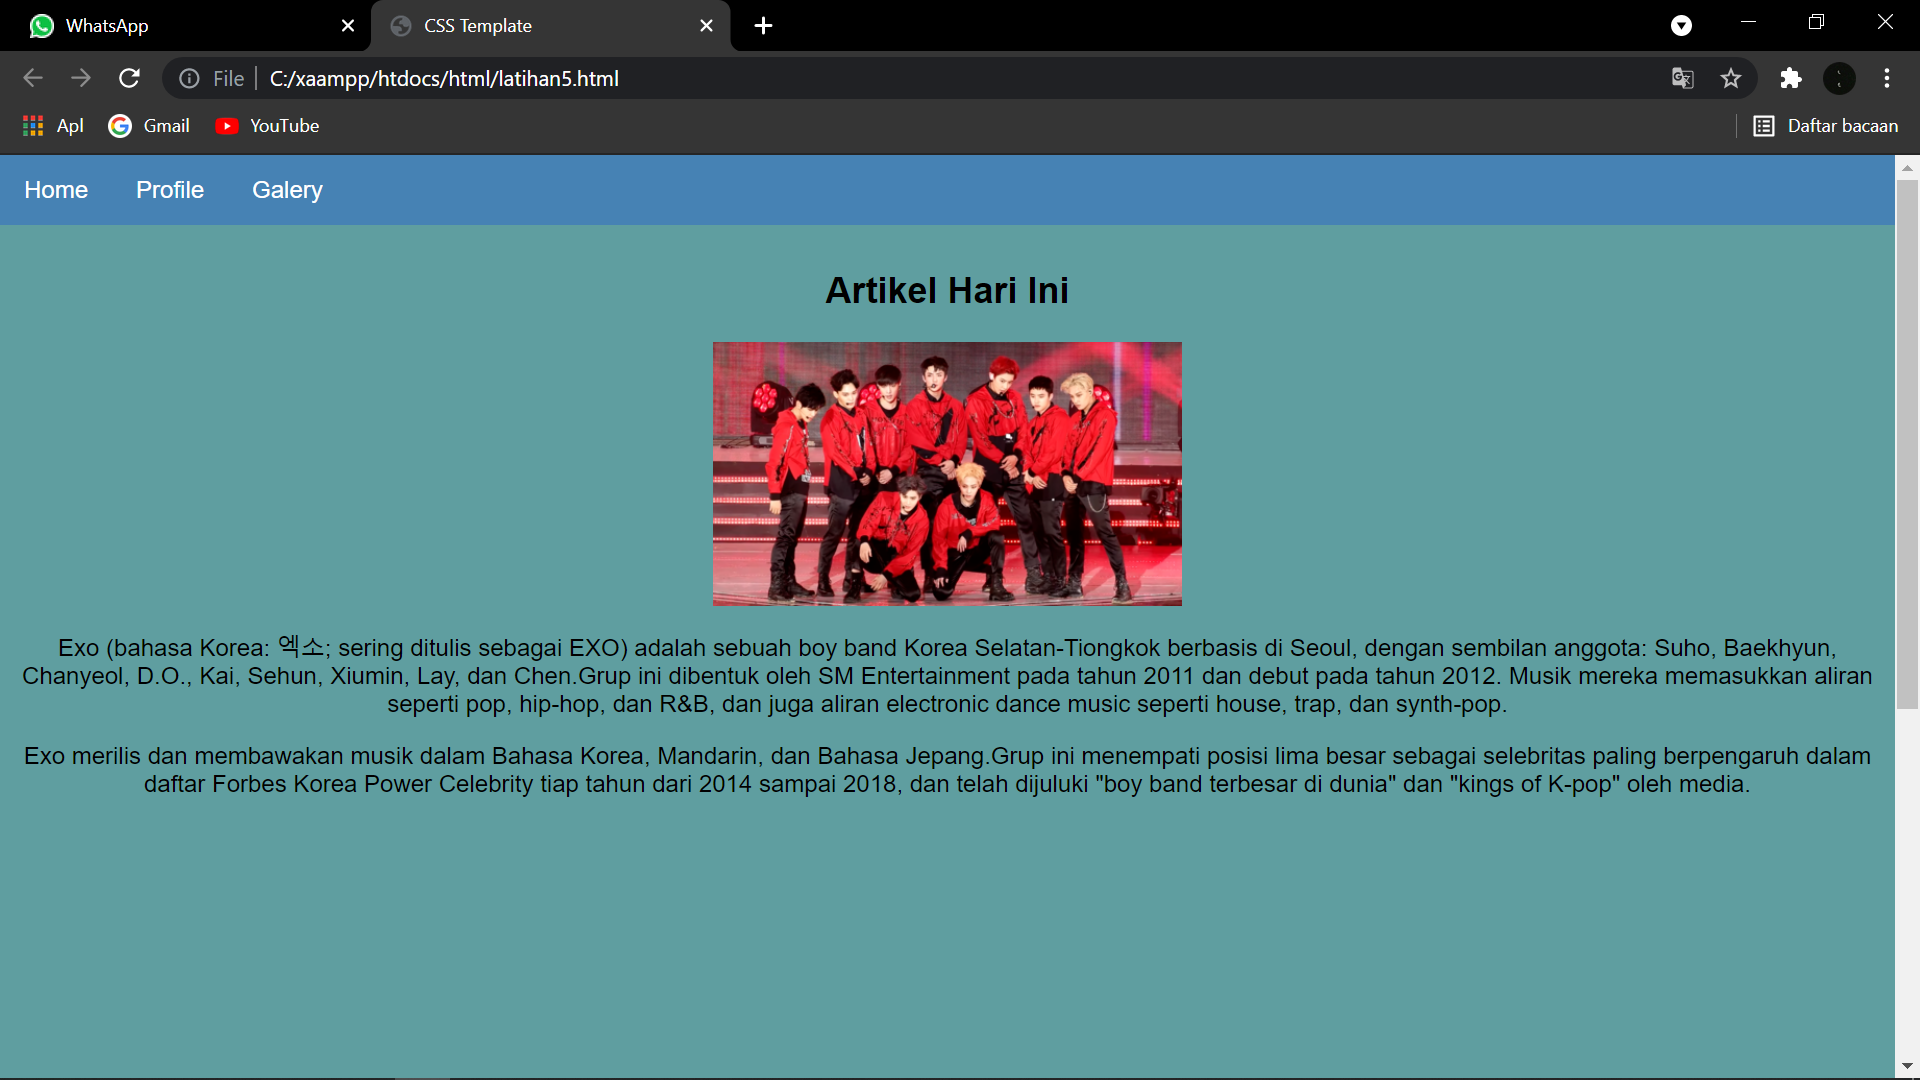 WhatsApp
CSS Template
File
C:/xaampp/htdocs/html/latihan5.html
Apl
Gmail
YouTube
Daftar bacaan
Home
Profile
Galery
Artikel Hari Ini
Exo (bahasa Korea: 엑소; sering ditulis sebagai EXO) adalah sebuah boy band Korea Selatan-Tiongkok berbasis di Seoul, dengan sembilan anggota: Suho, Baekhyun,
Chanyeol, D.O., Kai, Sehun, Xiumin, Lay, dan Chen.Grup ini dibentuk oleh SM Entertainment pada tahun 2011 dan debut pada tahun 2012. Musik mereka memasukkan aliran
seperti pop, hip-hop, dan R&B, dan juga aliran electronic dance music seperti house, trap, dan synth-pop.
Exo merilis dan membawakan musik dalam Bahasa Korea, Mandarin, dan Bahasa Jepang.Grup ini menempati posisi lima besar sebagai selebritas paling berpengaruh dalam
daftar Forbes Korea Power Celebrity tiap tahun dari 2014 sampai 2018, dan telah dijuluki "boy band terbesar di dunia" dan "kings of K-pop" oleh media.